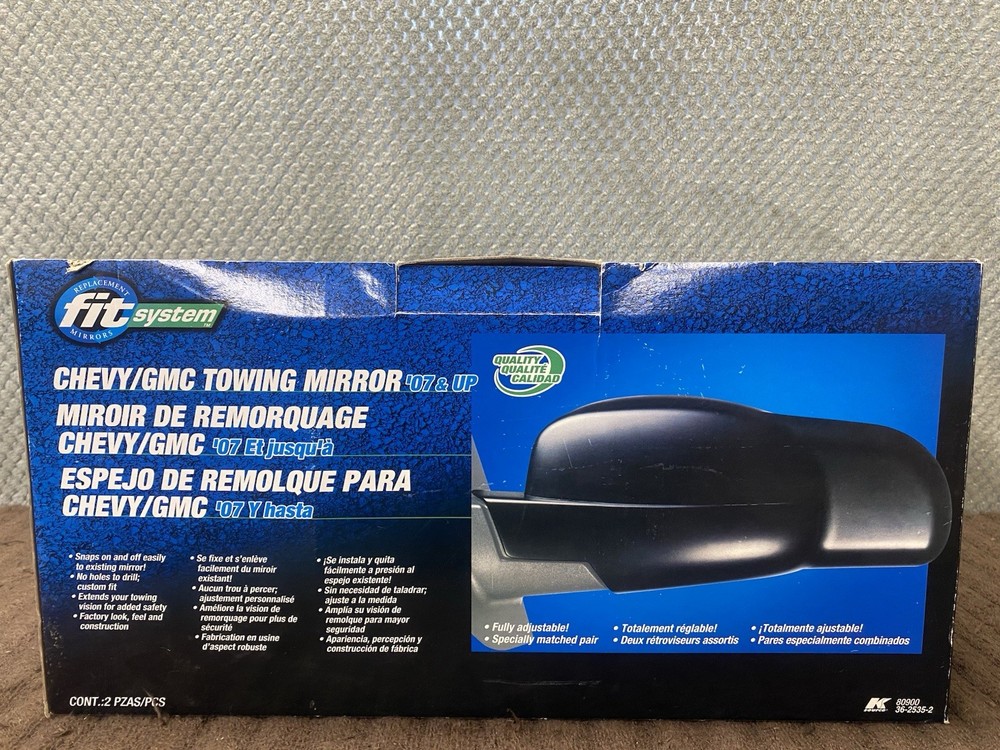 REPLACEMENT
fit system™
MIRRORS
CHEVY/GMC TOWING MIRROR '07 & UP
MIROIR DE REMORQUAGE
CHEVY/GMC '07 Et jusqu'à
ESPEJO DE REMOLQUE PARA
CHEVY/GMC '07 Y hasta
• Snaps on and off easily
to existing mirror!
• No holes to drill;
custom fit
• Extends your towing
vision for added safety
• Factory look, feel and
construction
• Se fixe et s'enlève
facilement du miroir
existant!
• Aucun trou à percer;
ajustement personnalisé
• Améliore la vision de
remorquage pour plus de
sécurité
• Fabrication en usine
d'aspect robuste
• ¡Se instala y quita
fácilmente a presión al
espejo existente!
• Sin necesidad de taladrar;
ajuste a la medida
• Amplía su visión de
remolque para mayor
seguridad
• Apariencia, percepción y
construcción de fábrica
QUALITY
QUALITÉ
CALIDAD
• Fully adjustable!
• Specially matched pair
• Totalement réglable!
• Deux rétroviseurs assortis
• ¡Totalmente ajustable!
• Pares especialmente combinados
CONT.:2 PZAS/PCS
K SOURCE
80900
36-2535-2